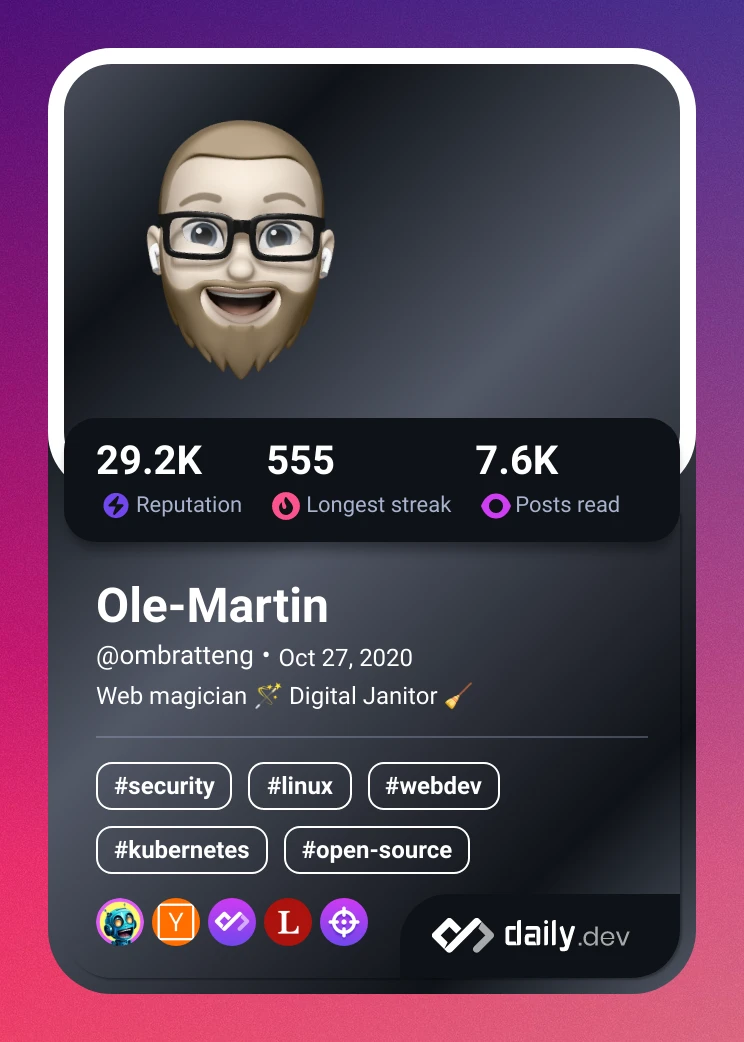 29.2K 555 7.6K
Reputation Longest streak Posts read
Ole-Martin
@ombratteng • Oct 27, 2020
Web magician 🪄 Digital Janitor 🧹
#security #linux #webdev
#kubernetes #open-source
Y L daily.dev